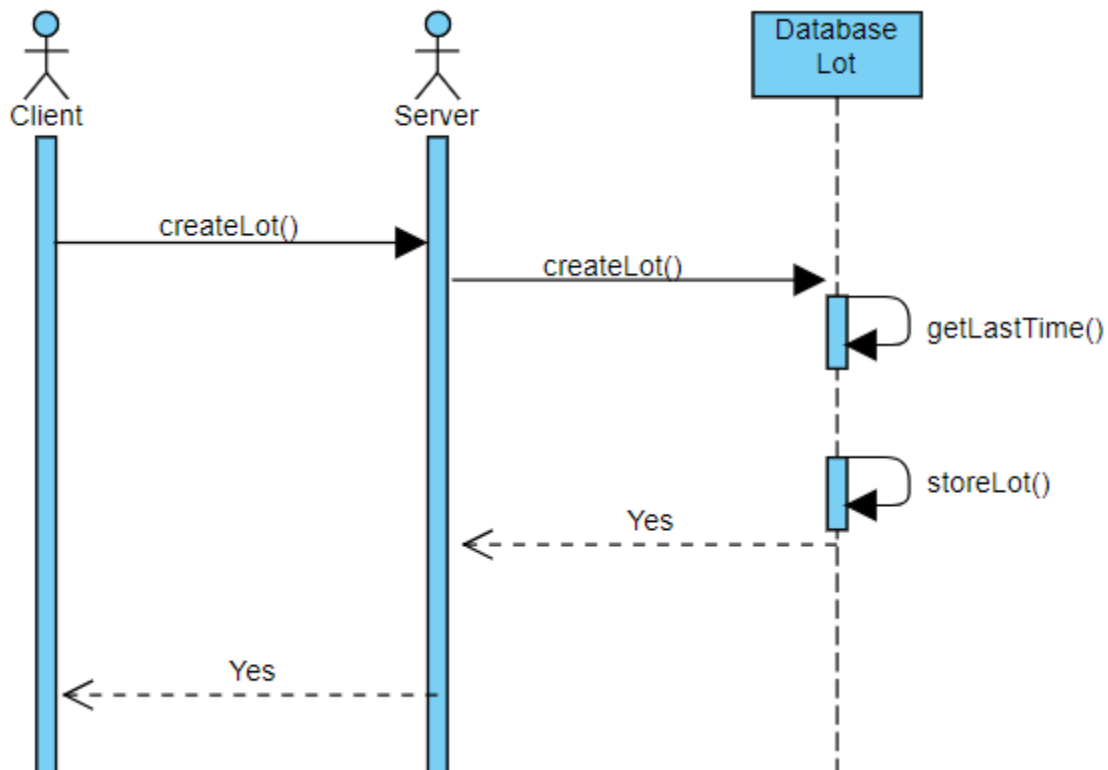 Database
Lot
Client
Server
createLot()
createLot()
getLastTime()
storeLot()
Yes
Yes